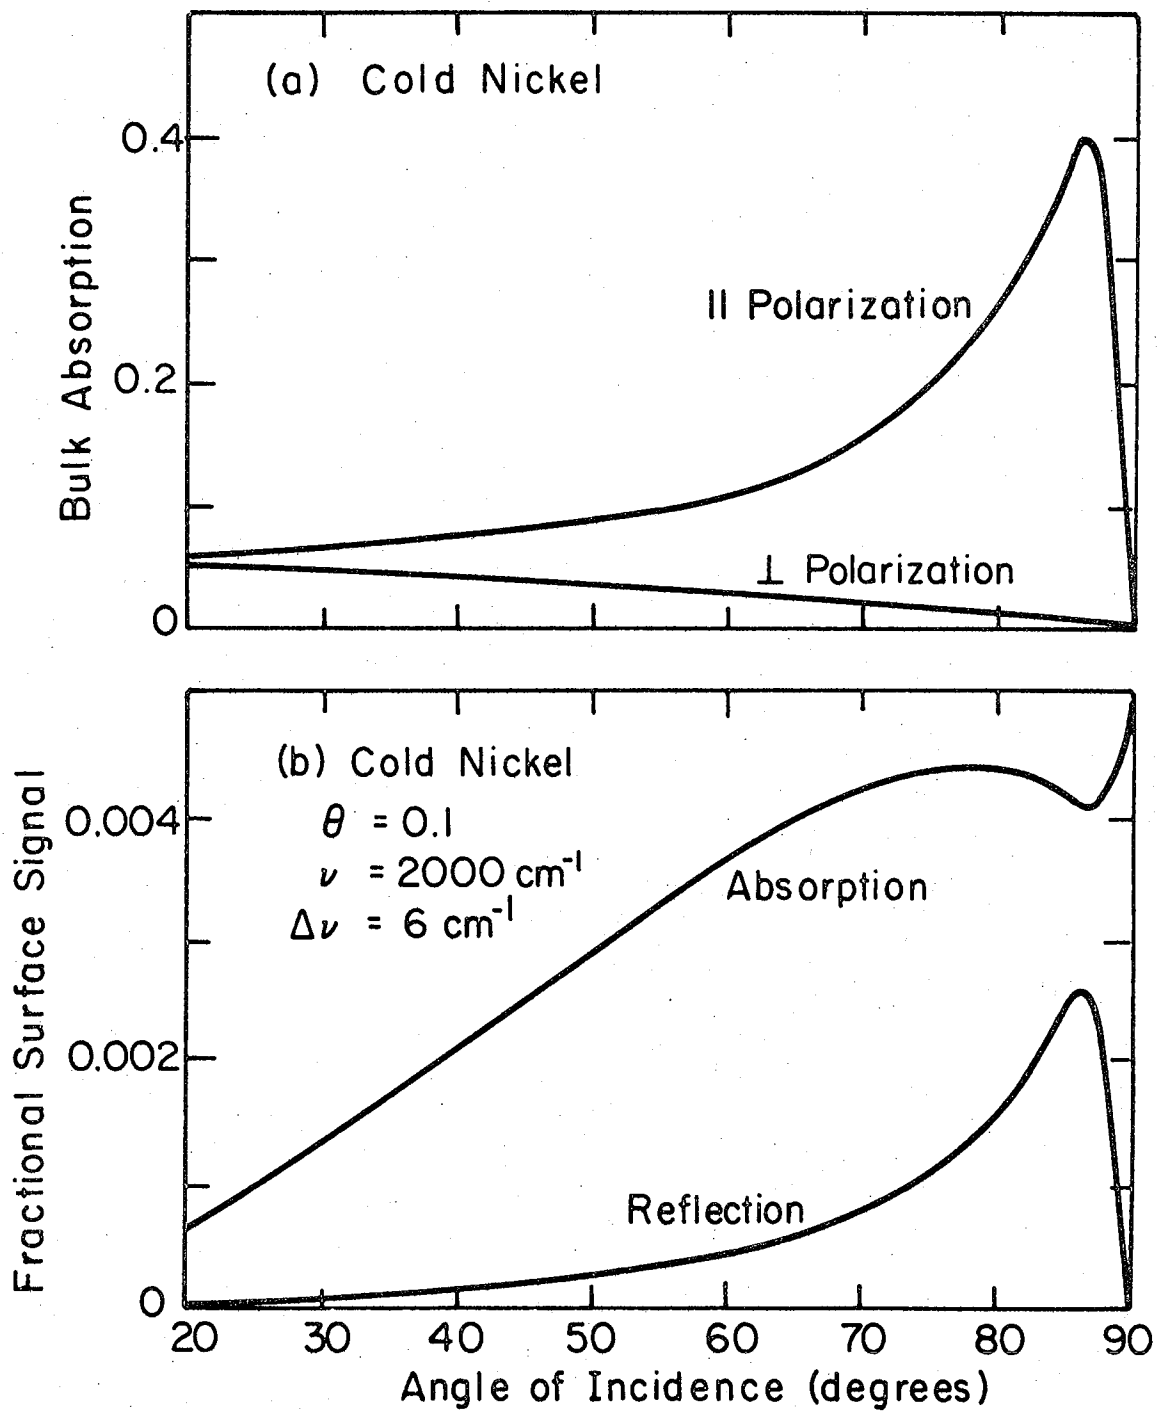 (a) Cold Nickel
0.4
0.2
0
Bulk Absorption
|| Polarization
⊥ Polarization
(b) Cold Nickel
θ = 0.1
ν = 2000 cm⁻¹
Δν = 6 cm⁻¹
0.004
0.002
0
Fractional Surface Signal
Absorption
Reflection
20 30 40 50 60 70 80 90
Angle of Incidence (degrees)